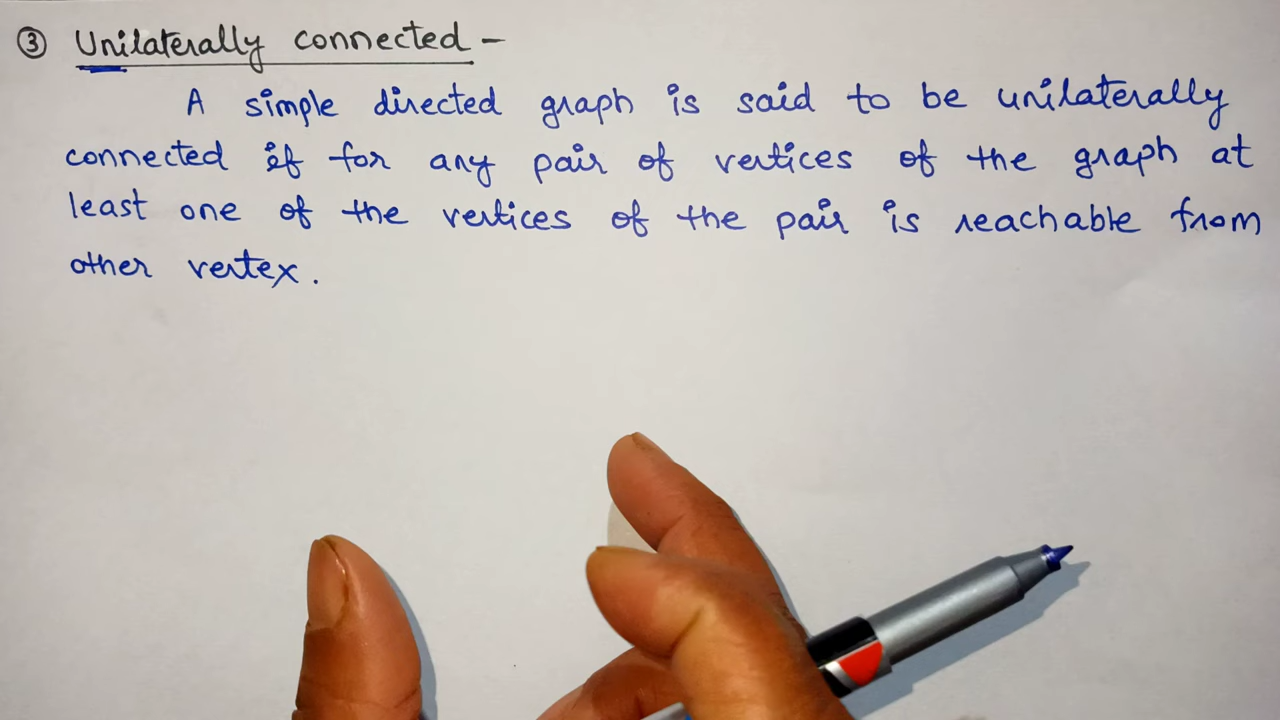 ③ Unilaterally connected -
A simple directed graph is said to be unilaterally
connected if for any pair of vertices of the graph at
least one of the vertices of the pair is reachable from
other vertex.